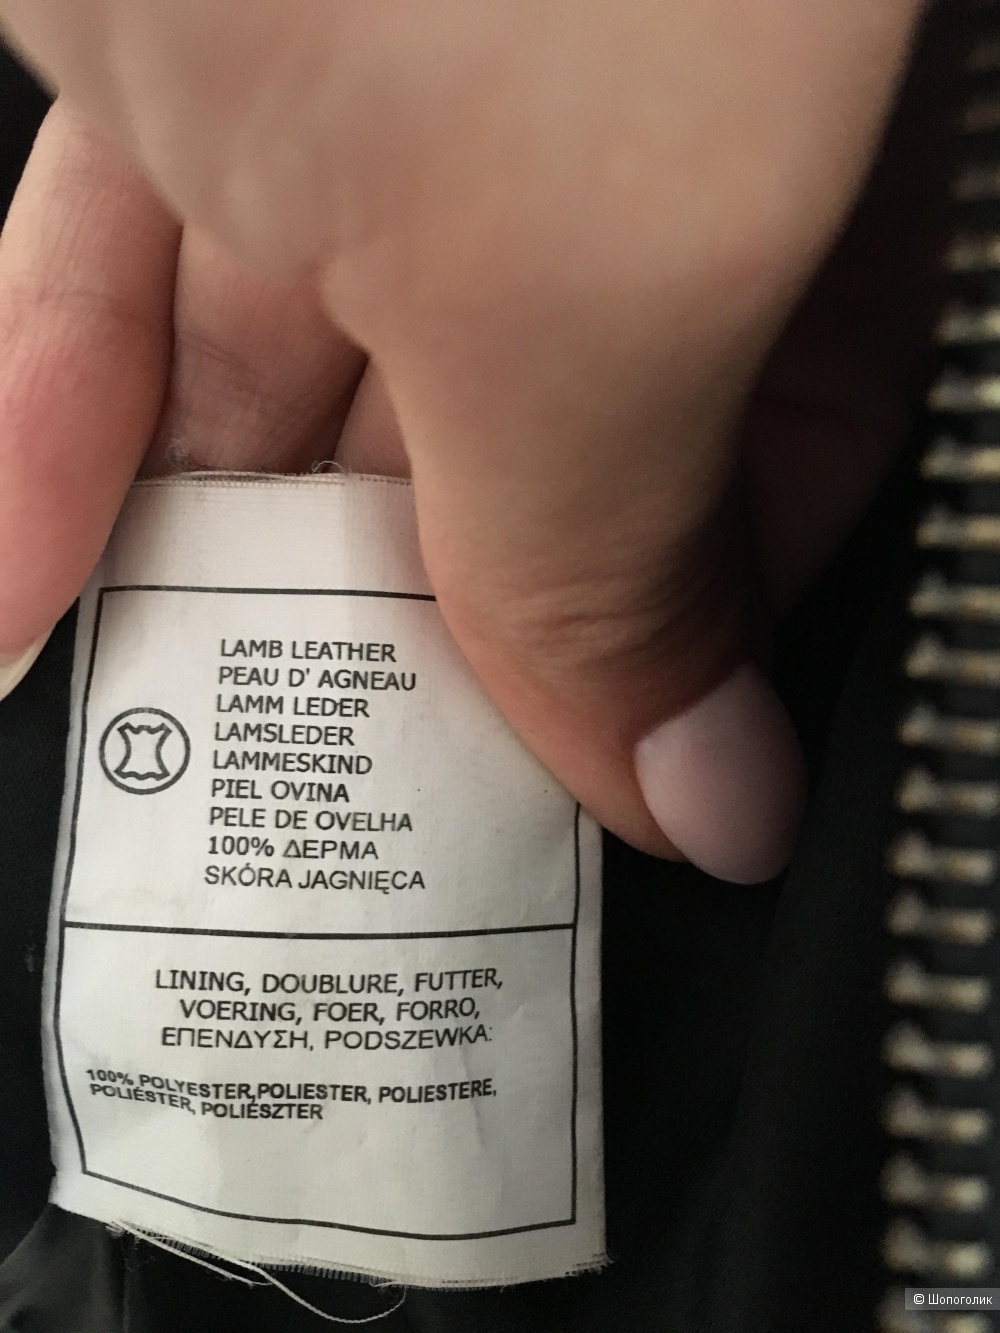 LAMB LEATHER
PEAU D' AGNEAU
LAMM LEDER
LAMSLEDER
LAMMESKIND
PIEL OVINA
PELE DE OVELHA
100% ΔΕΡΜΑ
SKÓRA JAGNIĘCA
LINING, DOUBLURE, FUTTER,
VOERING, FOER, FORRO,
ΕΠΕΝΔΥΣΗ, PODSZEWKA:
100% POLYESTER,POLIESTER, POLIESTERE,
POLIÉSTER, POLIÉSZTER
© Шопоголик